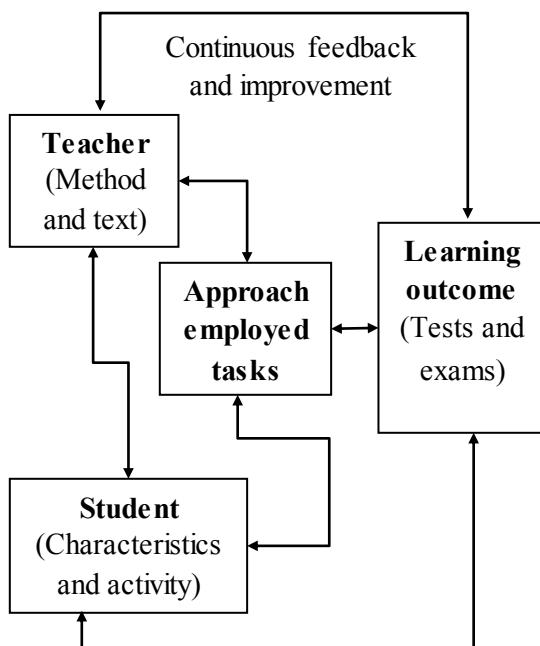 Continuous feedback
and improvement
Teacher
(Method
and text)
Approach
employed
tasks
Learning
outcome
(Tests and
exams)
Student
(Characteristics
and activity)